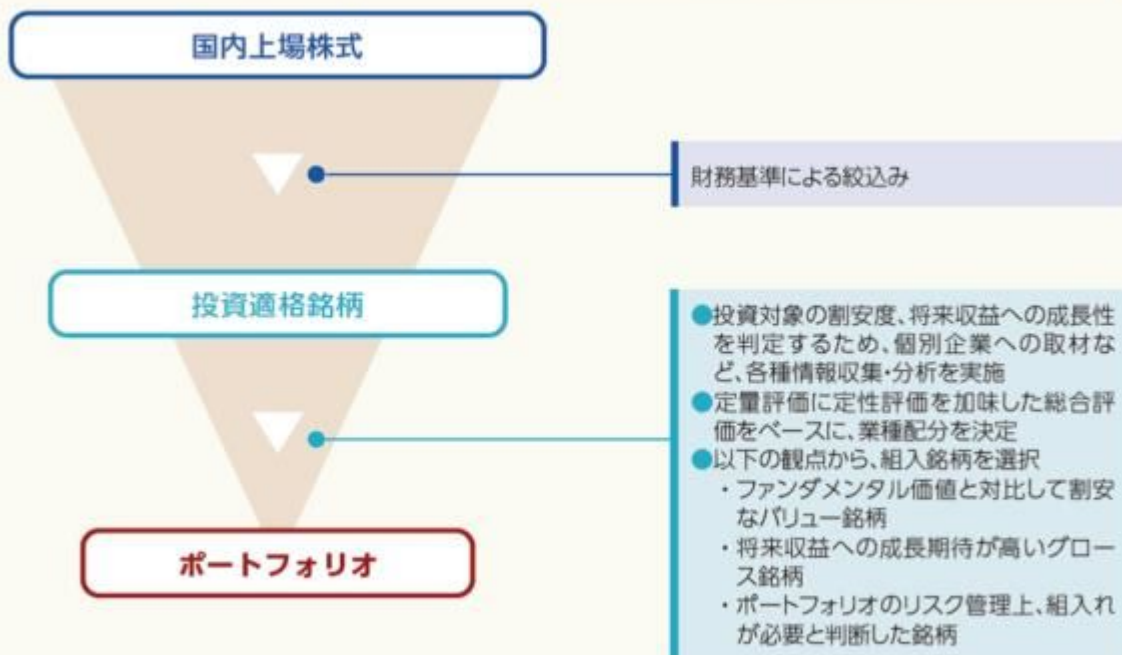 国内上場株式
財務基準による絞込み
投資適格銘柄
●投資対象の割安度、将来収益への成長性
を判定するため、個別企業への取材な
ど、各種情報収集・分析を実施
●定量評価に定性評価を加味した総合評
価をベースに、業種配分を決定
●以下の観点から、組入銘柄を選択
・ファンダメンタル価値と対比して割安
なバリュー銘柄
・将来収益への成長期待が高いグロー
ス銘柄
・ポートフォリオのリスク管理上、組入れ
が必要と判断した銘柄
ポートフォリオ